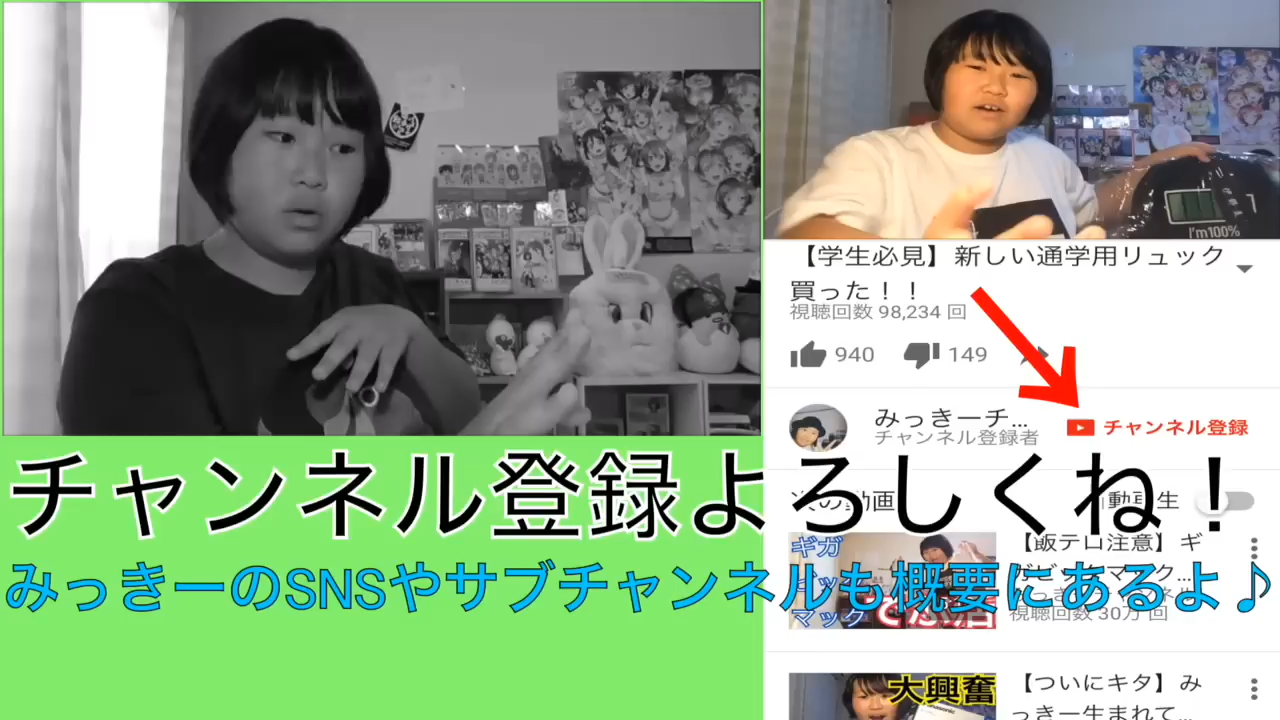 I'm100%
【学生必見】新しい通学用リュック
買った！！
視聴回数 98,234 回
940
149
みっきーチ...
チャンネル登録者
チャンネル登録
チャンネル登録よろしくね！
動画
【飯テロ注意】ギ
ギガ
みっきーのSNSやサブチャンネルも概要にあるよ♪
マック
視聴回数 30万 回
大興奮
【ついにキタ】み
っきー生まれて...